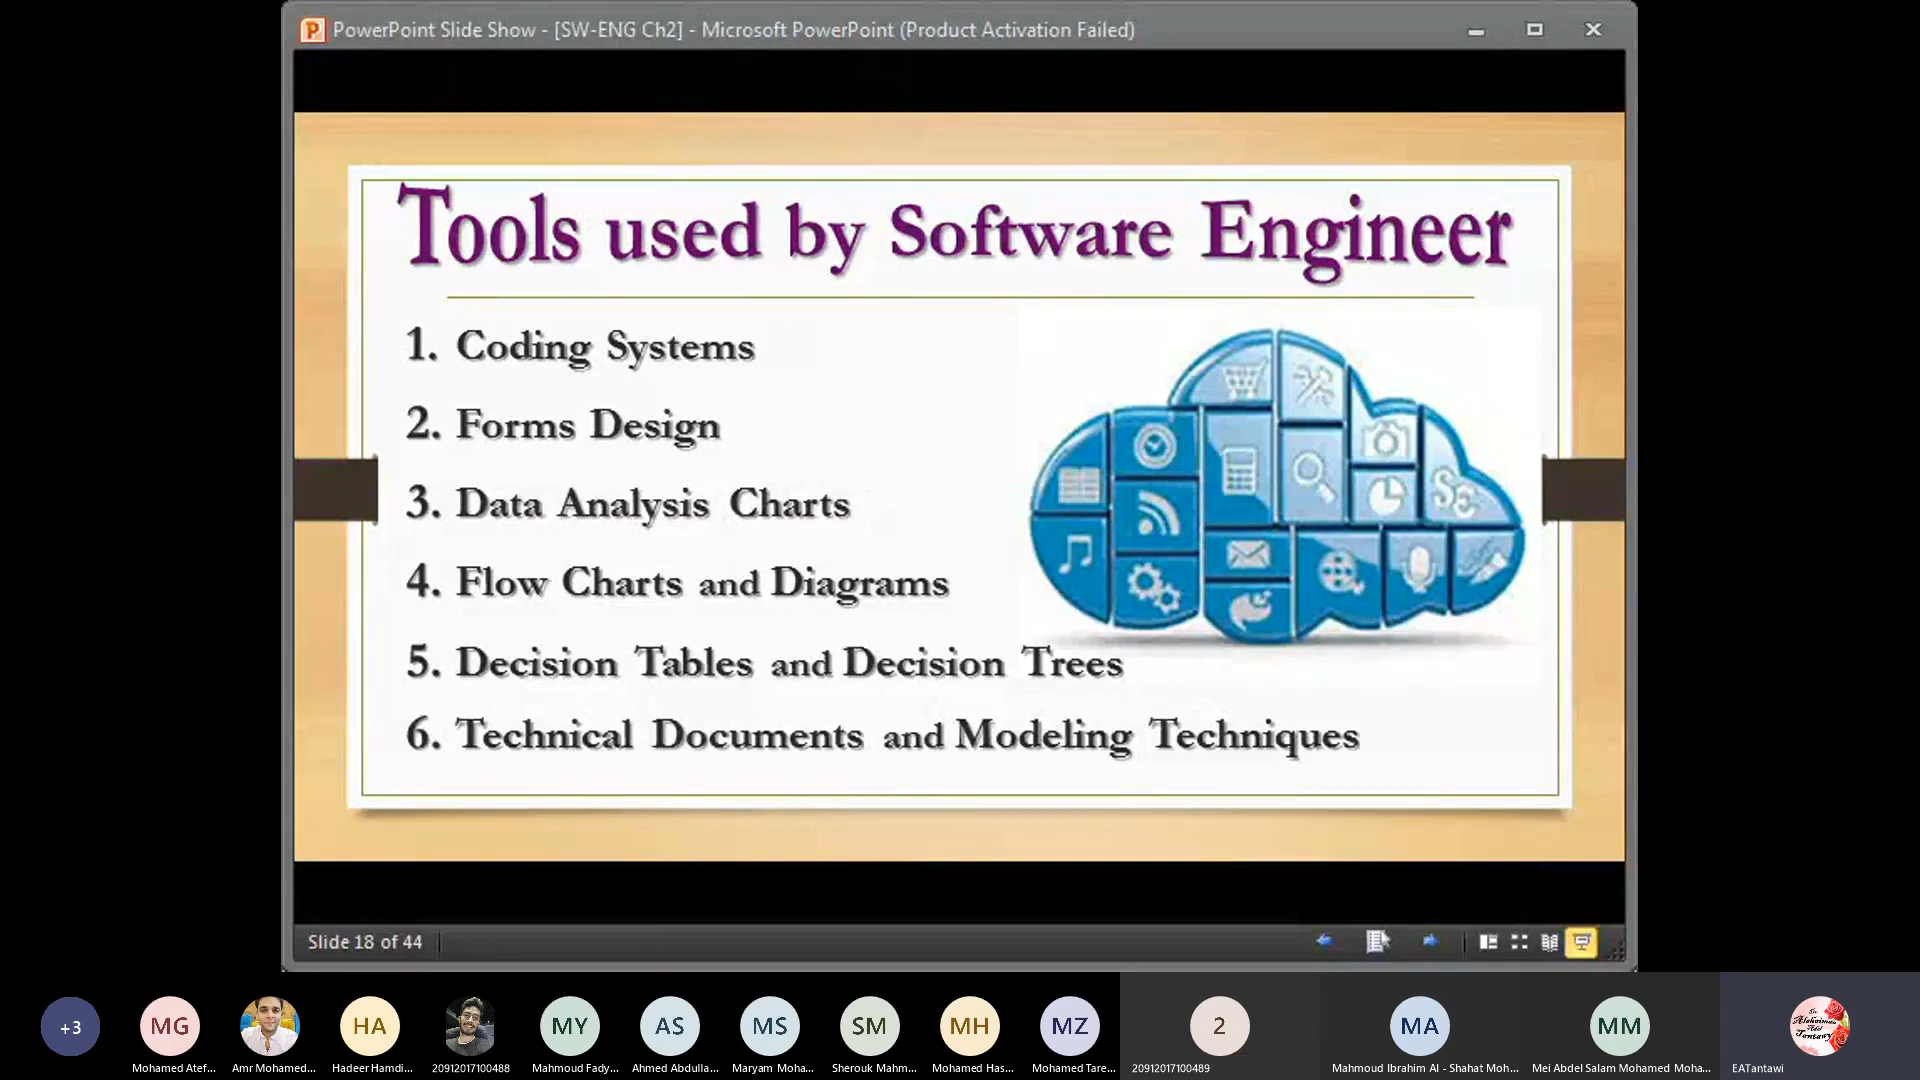 PowerPoint Slide Show - [SW-ENG Ch2] - Microsoft PowerPoint (Product Activation Failed)
Tools used by Software Engineer
1. Coding Systems
2. Forms Design
3. Data Analysis Charts
4. Flow Charts and Diagrams
5. Decision Tables and Decision Trees
6. Technical Documents and Modeling Techniques
Slide 18 of 44
+3
MG
HA
MY
AS
MS
SM
MH
MZ
2
MA
MM
Mohamed Atef...
Amr Mohamed...
Hadeer Hamdi...
20912017100488
Mahmoud Fady...
Ahmed Abdulla...
Maryam Moha...
Sherouk Mahm...
Mohamed Has...
Mohamed Tare...
20912017100489
Mahmoud Ibrahim Al - Shahat Moh...
Mei Abdel Salam Mohamed Moha...
EATantawi